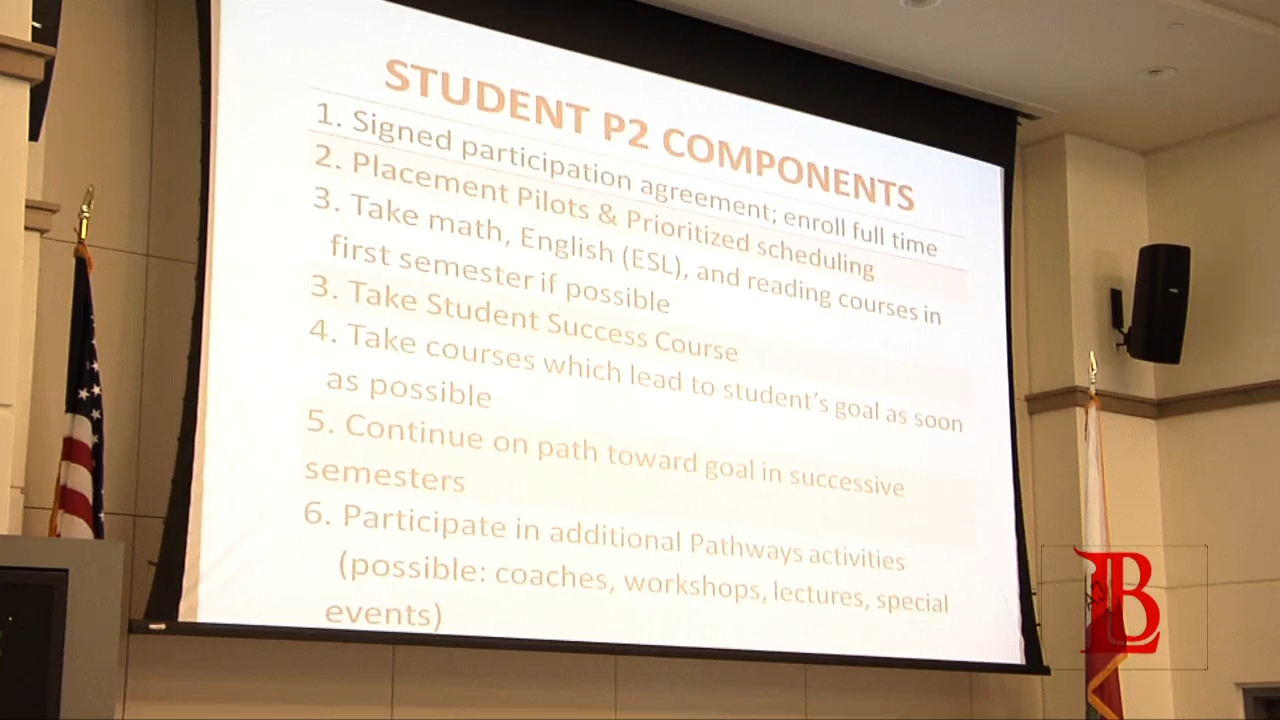 STUDENT P2 COMPONENTS
1. Signed participation agreement; enroll full time
2. Placement Pilots & Prioritized scheduling
3. Take math, English (ESL), and reading courses in
first semester if possible
3. Take Student Success Course
4. Take courses which lead to student's goal as soon
as possible
5. Continue on path toward goal in successive
semesters
6. Participate in additional Pathways activities
(possible: coaches, workshops, lectures, special
events)
LB